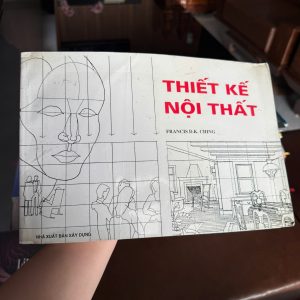 THIẾT KẾ
NỘI THẤT
FRANCIS D.K. CHING
NHÀ XUẤT BẢN XÂY DỰNG